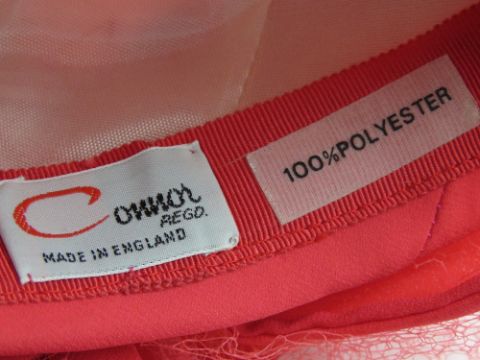 Connor
REGD.
MADE IN ENGLAND
100% POLYESTER